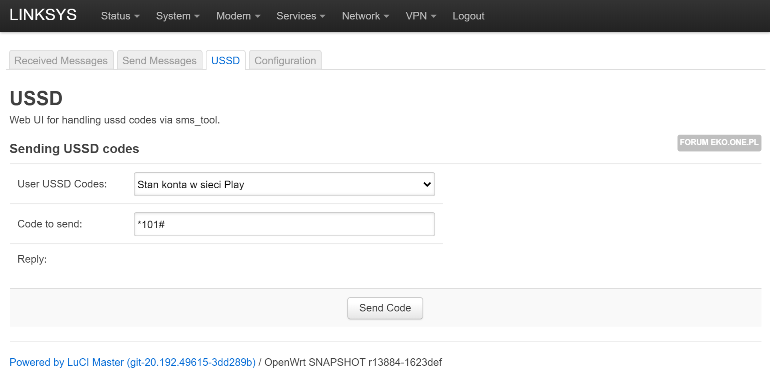 LINKSYS Status System Modem Services Network VPN Logout
Received Messages Send Messages USSD Configuration
USSD
Web UI for handling ussd codes via sms_tool.
FORUM EKO.ONE.PL
Sending USSD codes
User USSD Codes: Stan konta w sieci Play
Code to send: *101#
Reply:
Send Code
Powered by LuCI Master (git-20.192.49615-3dd289b) / OpenWrt SNAPSHOT r13884-1623def